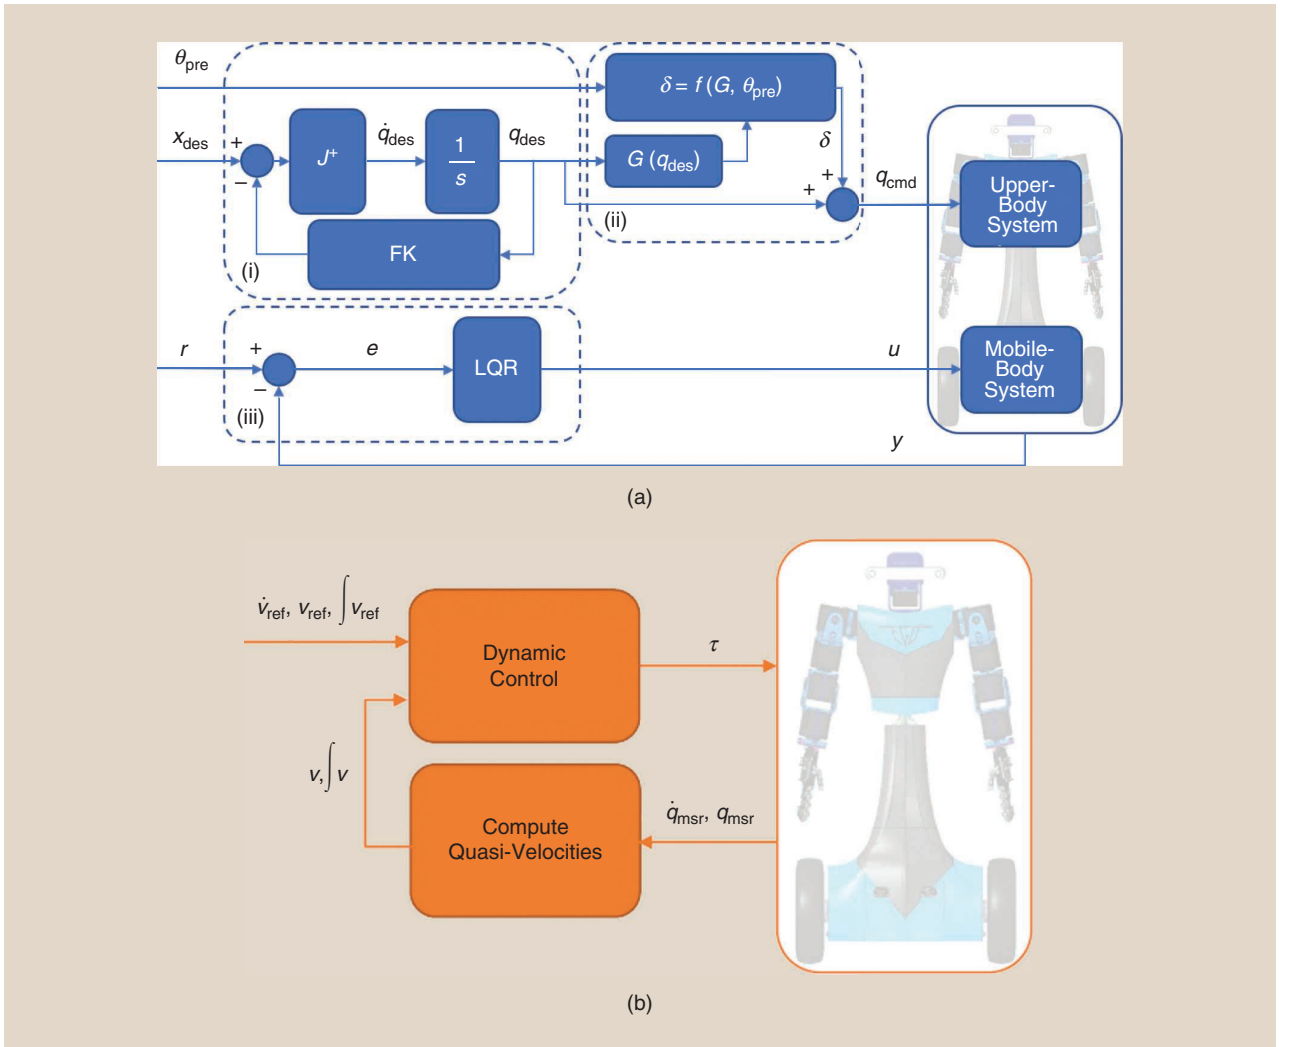 θpre
δ = f (G, θpre)
xdes
+
−
J+
q̇des
1
s
qdes
G (qdes)
δ
+
+
qcmd
Upper-
Body
System
FK
(i)
(ii)
r
+
−
e
LQR
u
Mobile-
Body
System
(iii)
y
(a)
v̇ref, vref, ∫vref
Dynamic
Control
τ
v,∫v
Compute
Quasi-Velocities
q̇msr, qmsr
(b)